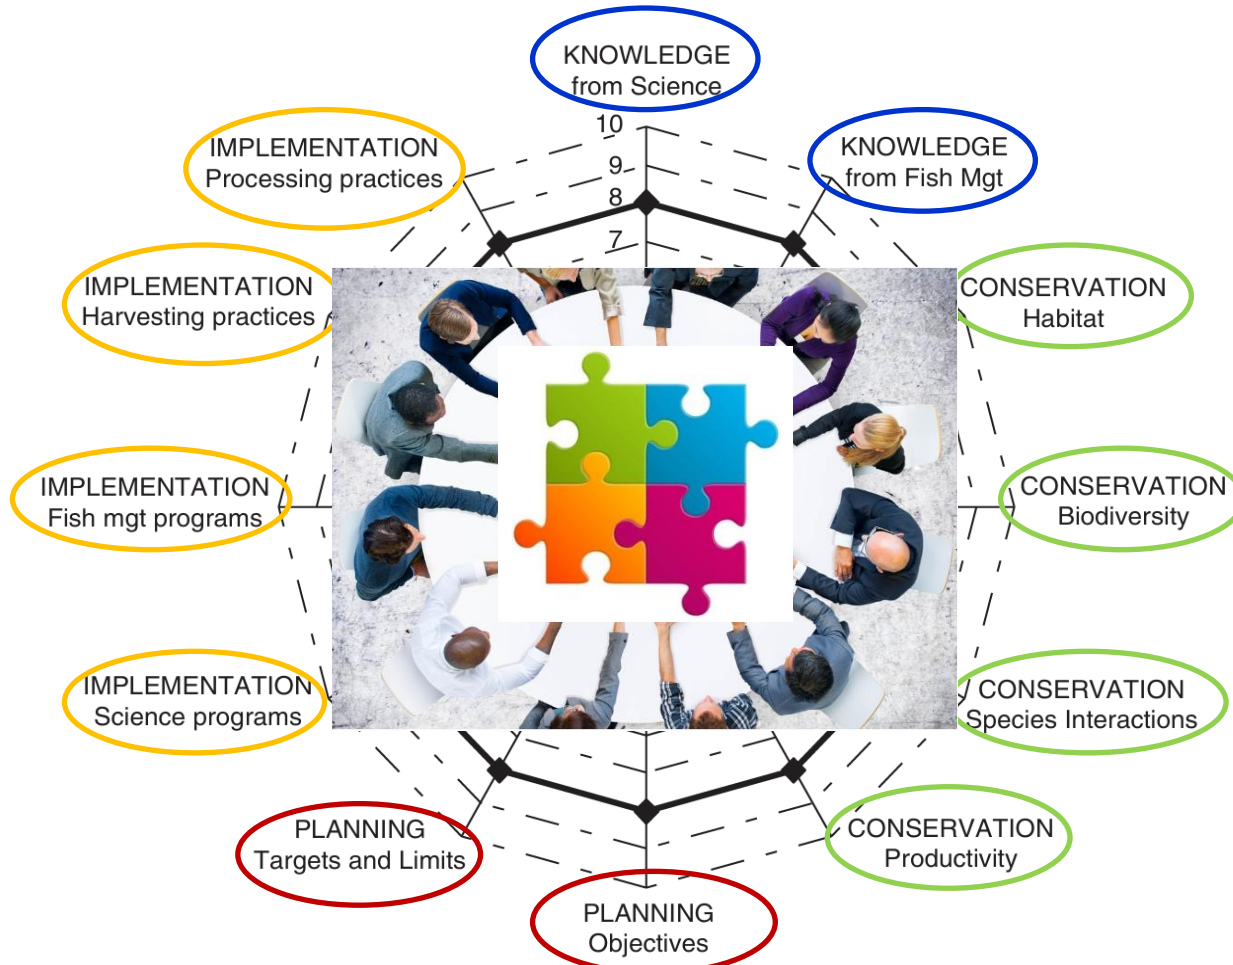 KNOWLEDGE
from Science
10
9
8
7
KNOWLEDGE
from Fish Mgt
CONSERVATION
Habitat
CONSERVATION
Biodiversity
CONSERVATION
Species Interactions
CONSERVATION
Productivity
PLANNING
Objectives
PLANNING
Targets and Limits
IMPLEMENTATION
Science programs
IMPLEMENTATION
Fish mgt programs
IMPLEMENTATION
Harvesting practices
IMPLEMENTATION
Processing practices